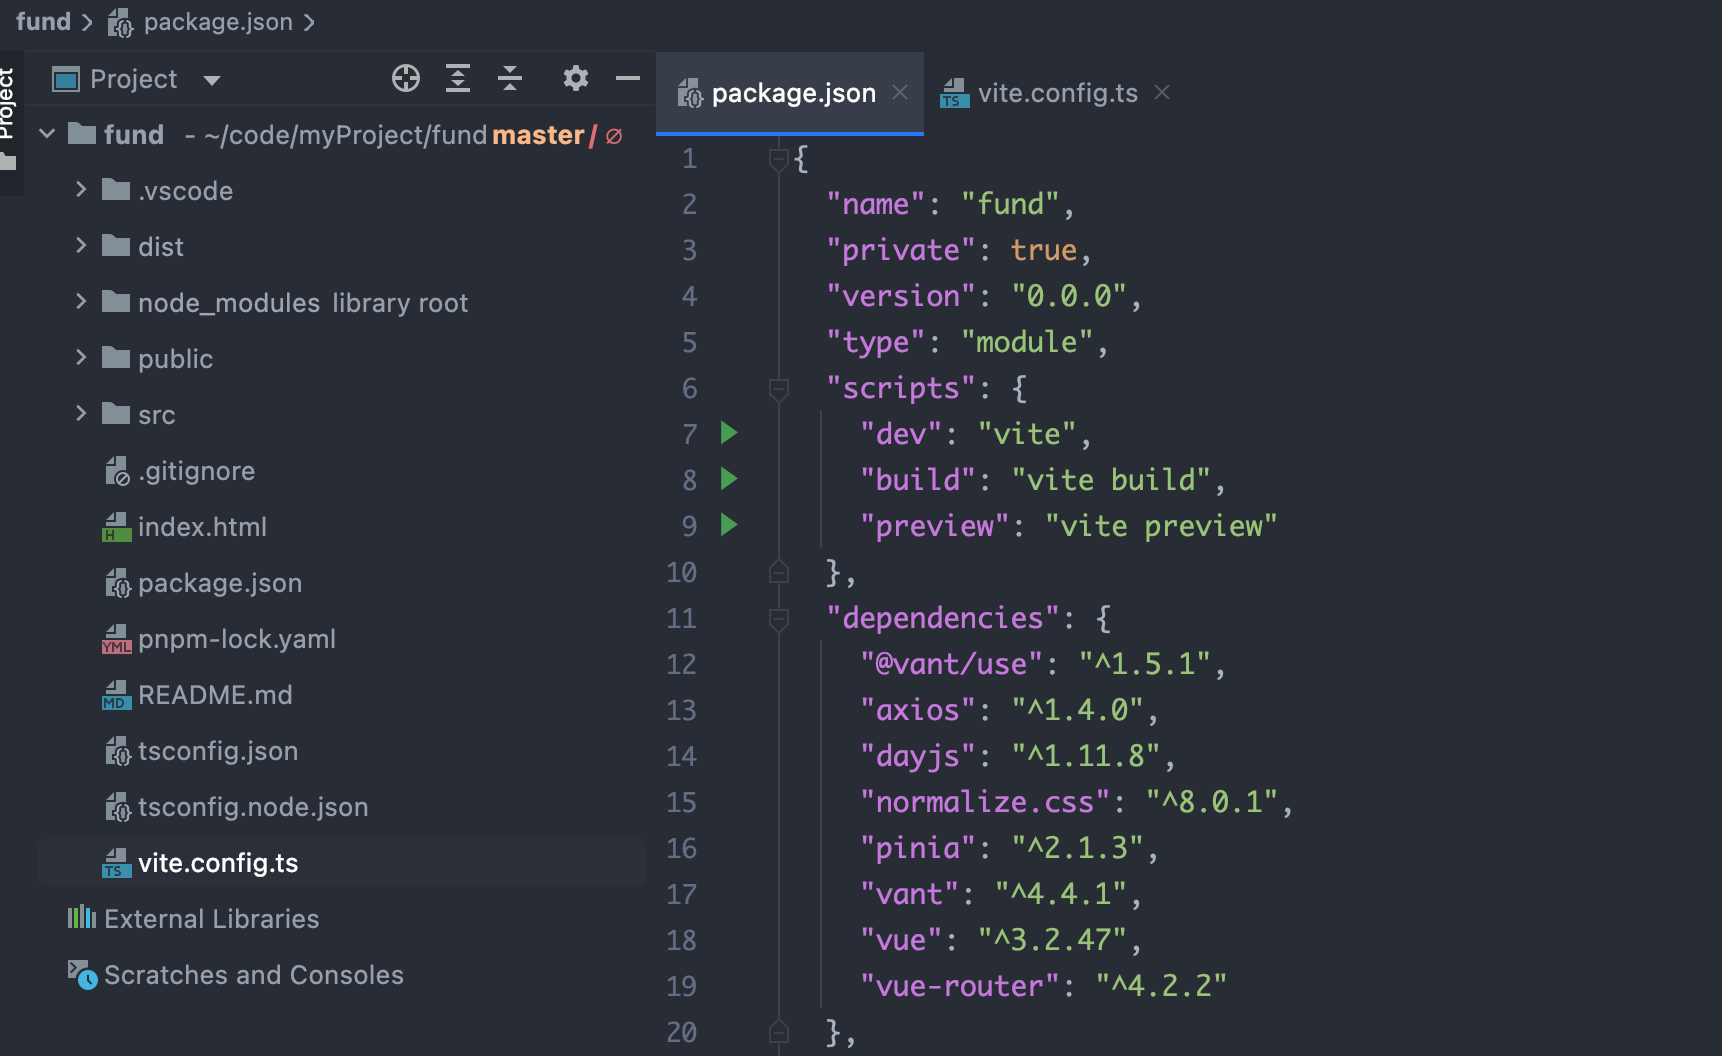 fund > package.json >
Project
Project
fund - ~/code/myProject/fund master / ∅
.vscode
dist
node_modules library root
public
src
.gitignore
index.html
package.json
pnpm-lock.yaml
README.md
tsconfig.json
tsconfig.node.json
vite.config.ts
External Libraries
Scratches and Consoles
package.json × vite.config.ts ×
1 {
2 "name": "fund",
3 "private": true,
4 "version": "0.0.0",
5 "type": "module",
6 "scripts": {
7 "dev": "vite",
8 "build": "vite build",
9 "preview": "vite preview"
10 },
11 "dependencies": {
12 "@vant/use": "^1.5.1",
13 "axios": "^1.4.0",
14 "dayjs": "^1.11.8",
15 "normalize.css": "^8.0.1",
16 "pinia": "^2.1.3",
17 "vant": "^4.4.1",
18 "vue": "^3.2.47",
19 "vue-router": "^4.2.2"
20 },